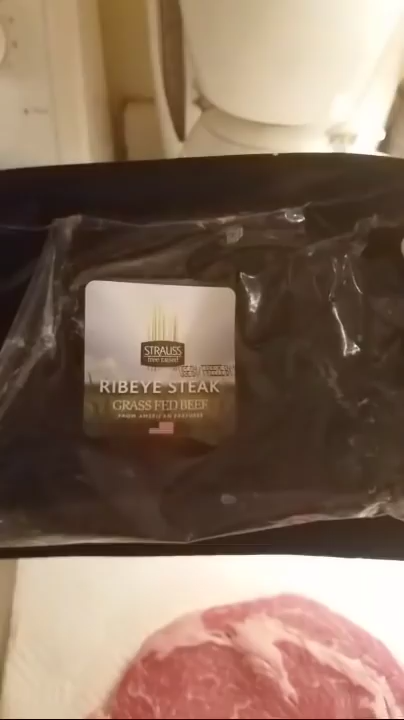 STRAUSS
free raised
RIBEYE STEAK
GRASS FED BEEF
FROM AMERICAN PASTURES